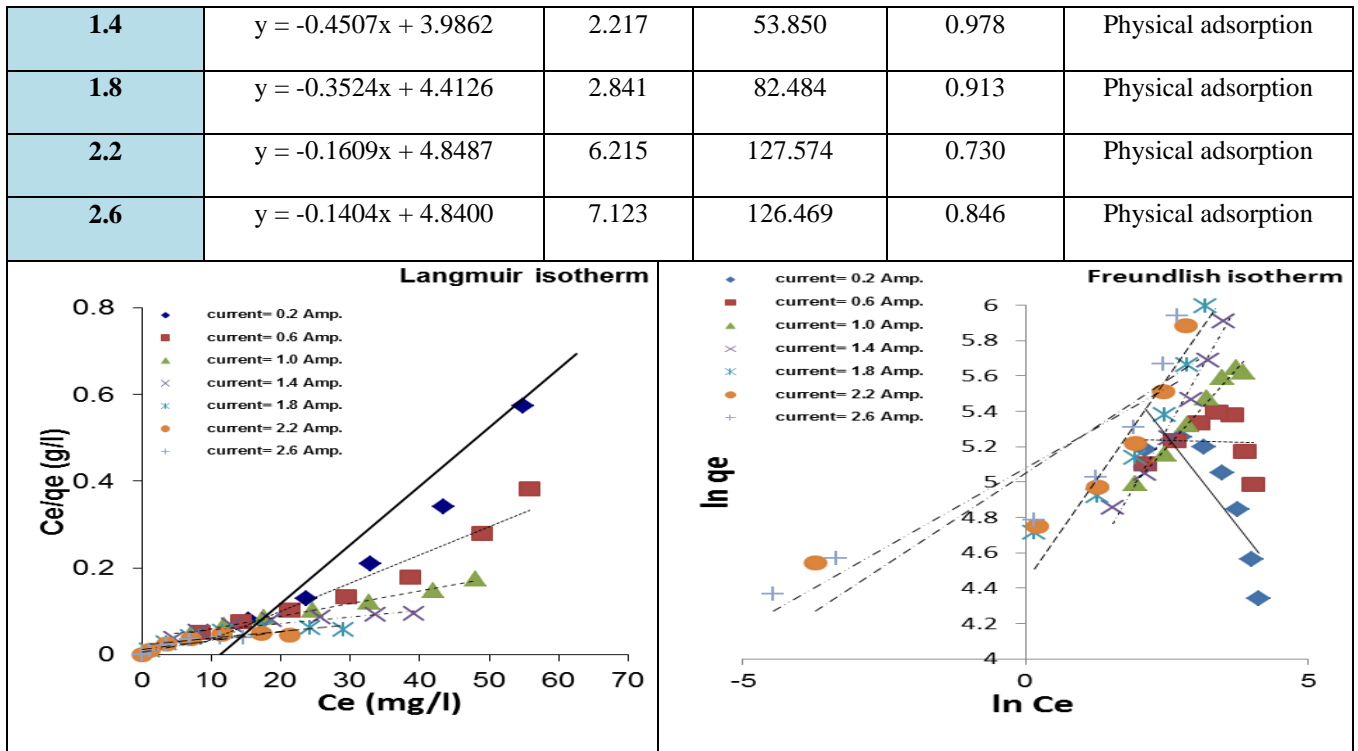 1.4 y = -0.4507x + 3.9862 2.217 53.850 0.978 Physical adsorption
1.8 y = -0.3524x + 4.4126 2.841 82.484 0.913 Physical adsorption
2.2 y = -0.1609x + 4.8487 6.215 127.574 0.730 Physical adsorption
2.6 y = -0.1404x + 4.8400 7.123 126.469 0.846 Physical adsorption
Langmuir isotherm
current= 0.2 Amp.
current= 0.6 Amp.
current= 1.0 Amp.
current= 1.4 Amp.
current= 1.8 Amp.
current= 2.2 Amp.
current= 2.6 Amp.
0.8
0.6
0.4
0.2
0
Ce/qe (g/l)
0 10 20 30 40 50 60 70
Ce (mg/l)
Freundlish isotherm
current= 0.2 Amp.
current= 0.6 Amp.
current= 1.0 Amp.
current= 1.4 Amp.
current= 1.8 Amp.
current= 2.2 Amp.
current= 2.6 Amp.
6
5.8
5.6
5.4
5.2
5
4.8
4.6
4.4
4.2
4
ln qe
-5 0 5
ln Ce